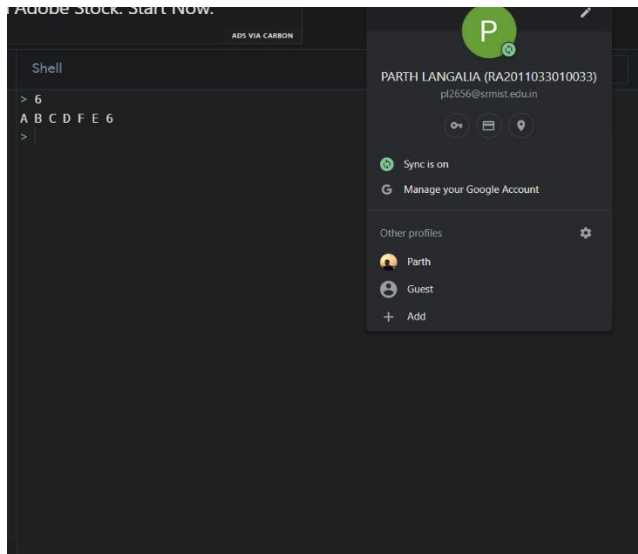 Adobe Stock. Start Now.
ADS VIA CARBON
Shell
> 6
A B C D F E 6
>
P
PARTH LANGALIA (RA2011033010033)
pl2656@srmist.edu.in
Sync is on
G Manage your Google Account
Other profiles
Parth
Guest
+ Add